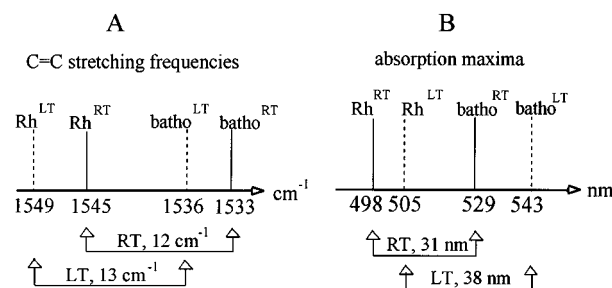 A
B
C=C stretching frequencies
absorption maxima
Rh^LT Rh^RT batho^LT batho^RT
Rh^RT Rh^LT batho^RT batho^LT
1549 1545 1536 1533 cm^-1
498 505 529 543 nm
RT, 12 cm^-1
RT, 31 nm
LT, 13 cm^-1
LT, 38 nm